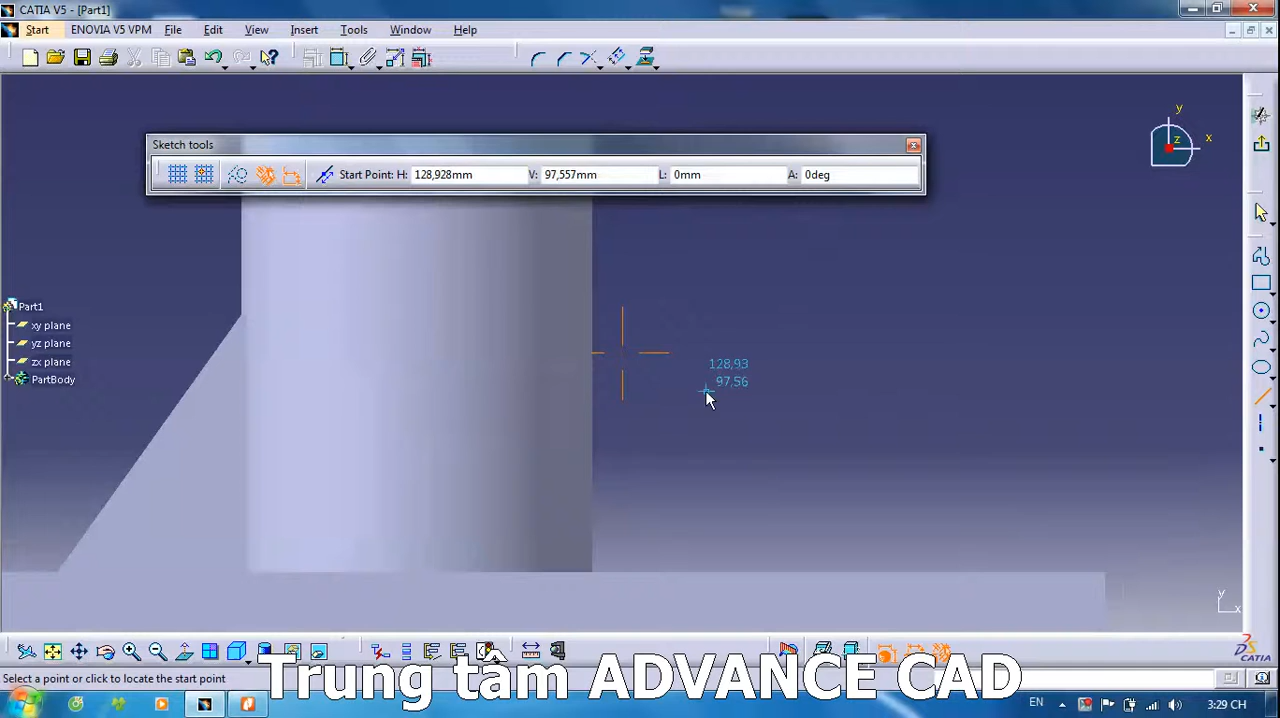 CATIA V5 - [Part1]
Start ENOVIA V5 VPM File Edit View Insert Tools Window Help
y
z x
Sketch tools
Start Point: H: 128,928mm V: 97,557mm L: 0mm A: 0deg
Part1
xy plane
yz plane
zx plane
PartBody
128,93
97,56
y
x
CATIA
Select a point or click to locate the start point
Trung tâm ADVANCE CAD
EN 3:29 CH